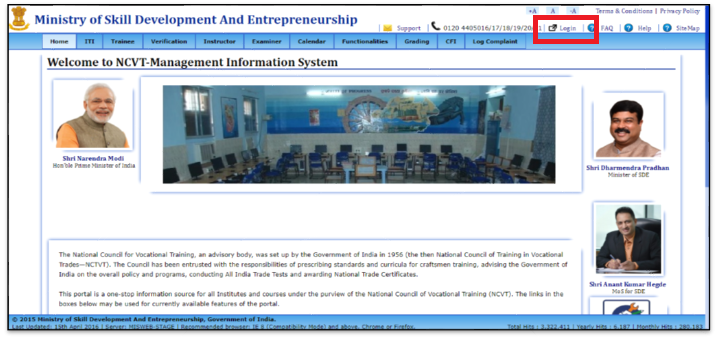 +A A -A Terms & Conditions | Privacy Policy
Ministry of Skill Development And Entrepreneurship
Support | 0120 4405016/17/18/19/20/ 1 | Login | FAQ | Help | SiteMap
Home ITI Trainee Verification Instructor Examiner Calendar Functionalities Grading CFI Log Complaint
Welcome to NCVT-Management Information System
Shri Narendra Modi
Hon'ble Prime Minister of India
Shri Dharmendra Pradhan
Minister of SDE
The National Council for Vocational Training, an advisory body, was set up by the Government of India in 1956 (the then National Council of Training in Vocational
Trades—NCTVT). The Council has been entrusted with the responsibilities of prescribing standards and curricula for craftsmen training, advising the Government of
India on the overall policy and programs, conducting All India Trade Tests and awarding National Trade Certificates.
This portal is a one-stop information source for all Institutes and courses under the purview of the National Council of Vocational Training (NCVT). The links in the
boxes below may be used for currently available features of the portal.
Shri Anant Kumar Hegde
MoS for SDE
© 2015 Ministry of Skill Development And Entrepreneurship, Government of India.
Last Updated: 15th April 2016 | Server: MISWEB-STAGE | Recommended browser: IE 8 (Compatibility Mode) and above, Chrome or Firefox. Total Hits : 3,322,411 | Yearly Hits : 6,187 | Monthly Hits : 280,183